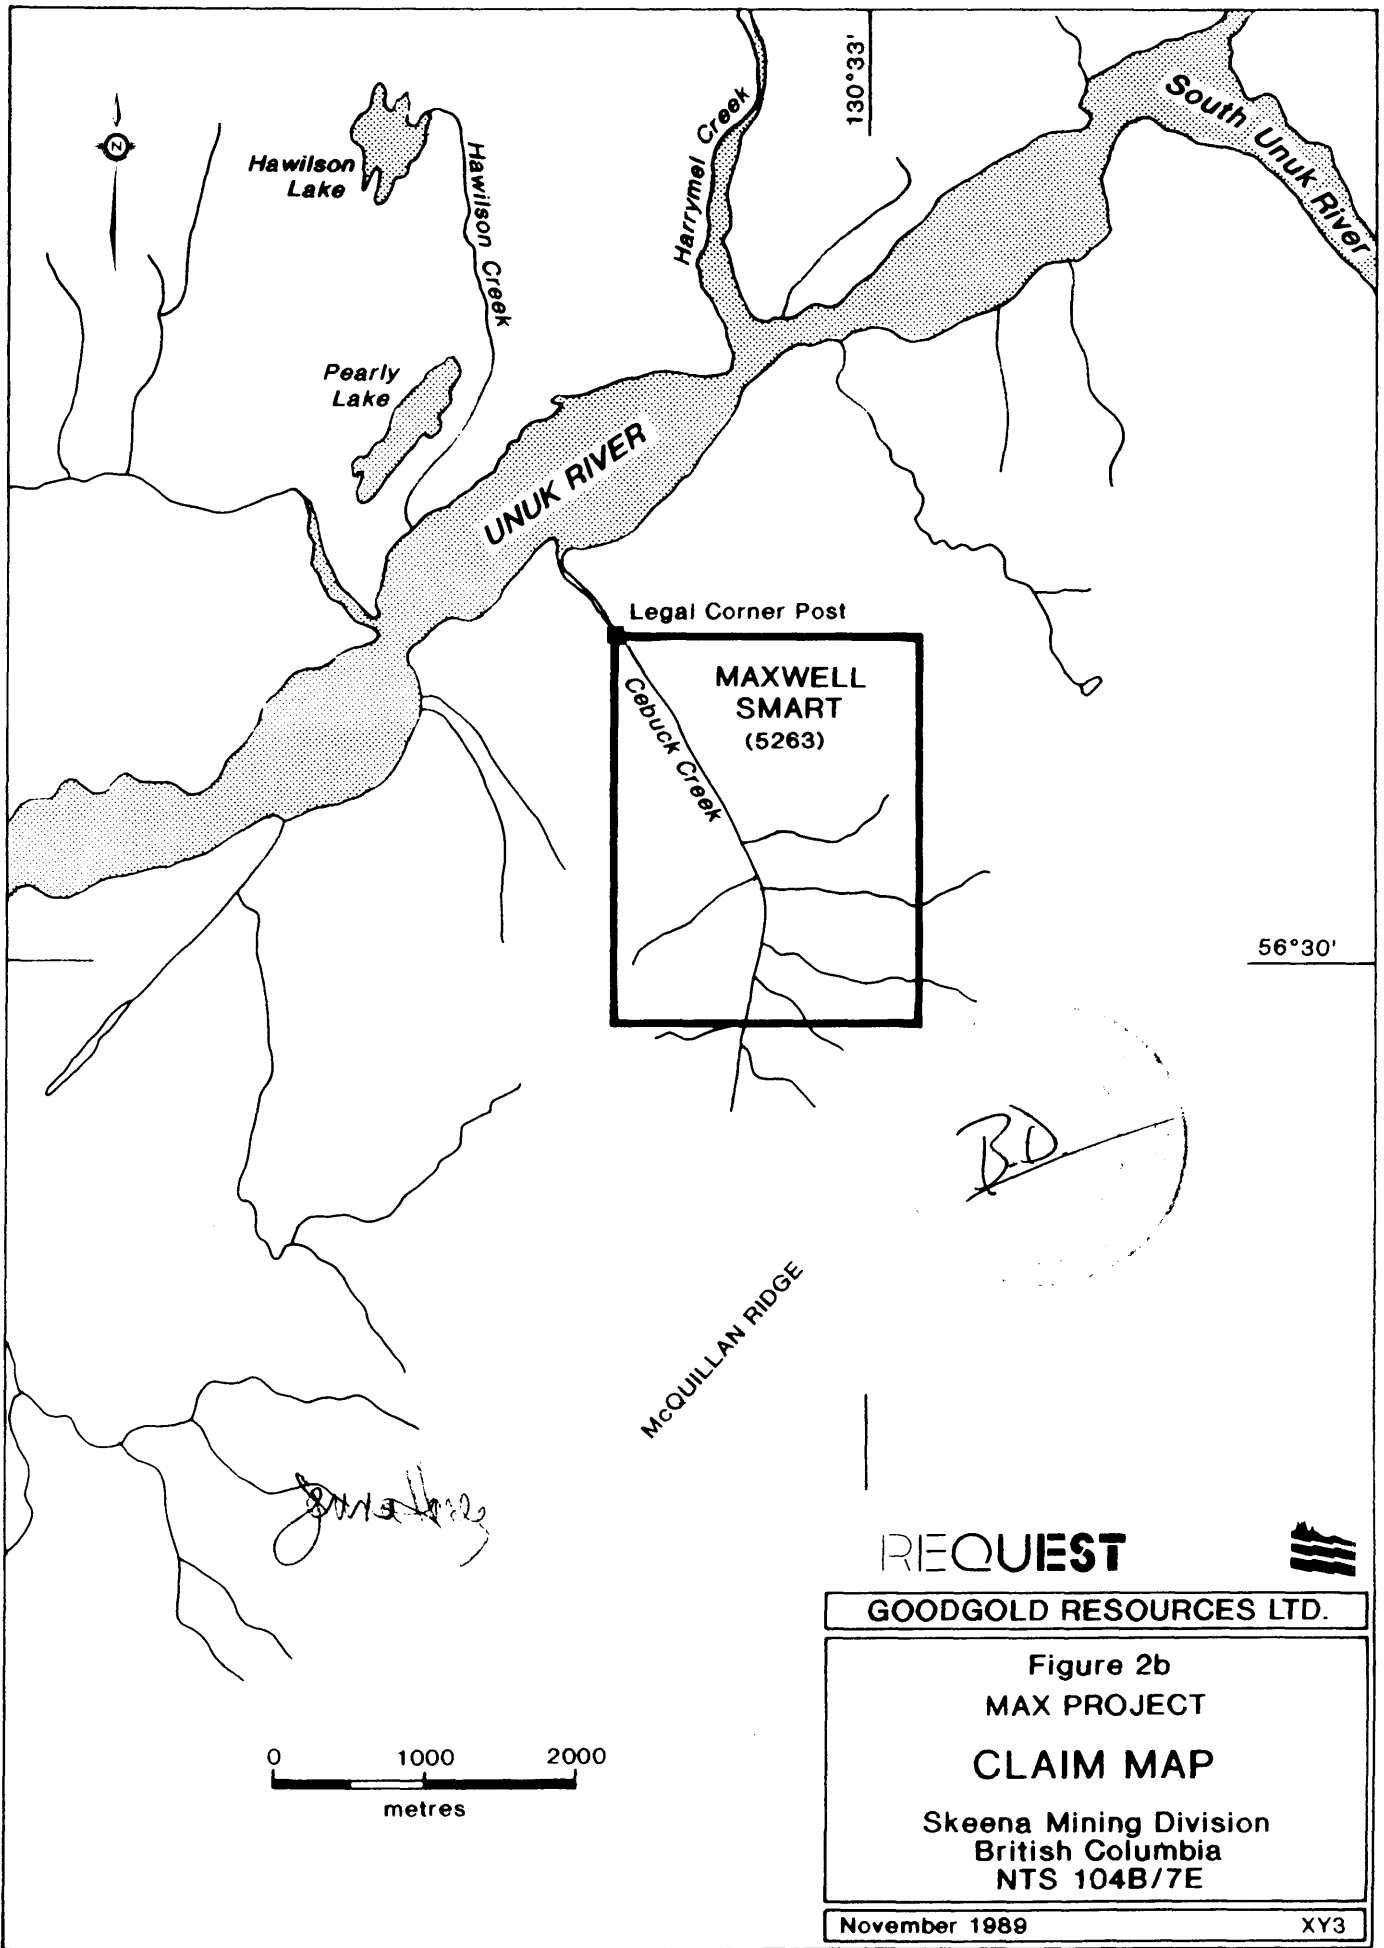 130°33'
South Unuk River
Harrymel Creek
Hawilson
Lake
Hawilson Creek
N
Pearly
Lake
UNUK RIVER
Legal Corner Post
MAXWELL
SMART
(5263)
Cebuck Creek
56°30'
B.D.
McQUILLAN RIDGE
REQUEST
GOODGOLD RESOURCES LTD.
Figure 2b
MAX PROJECT
CLAIM MAP
Skeena Mining Division
British Columbia
NTS 104B/7E
November 1989 XY3
0 1000 2000
metres